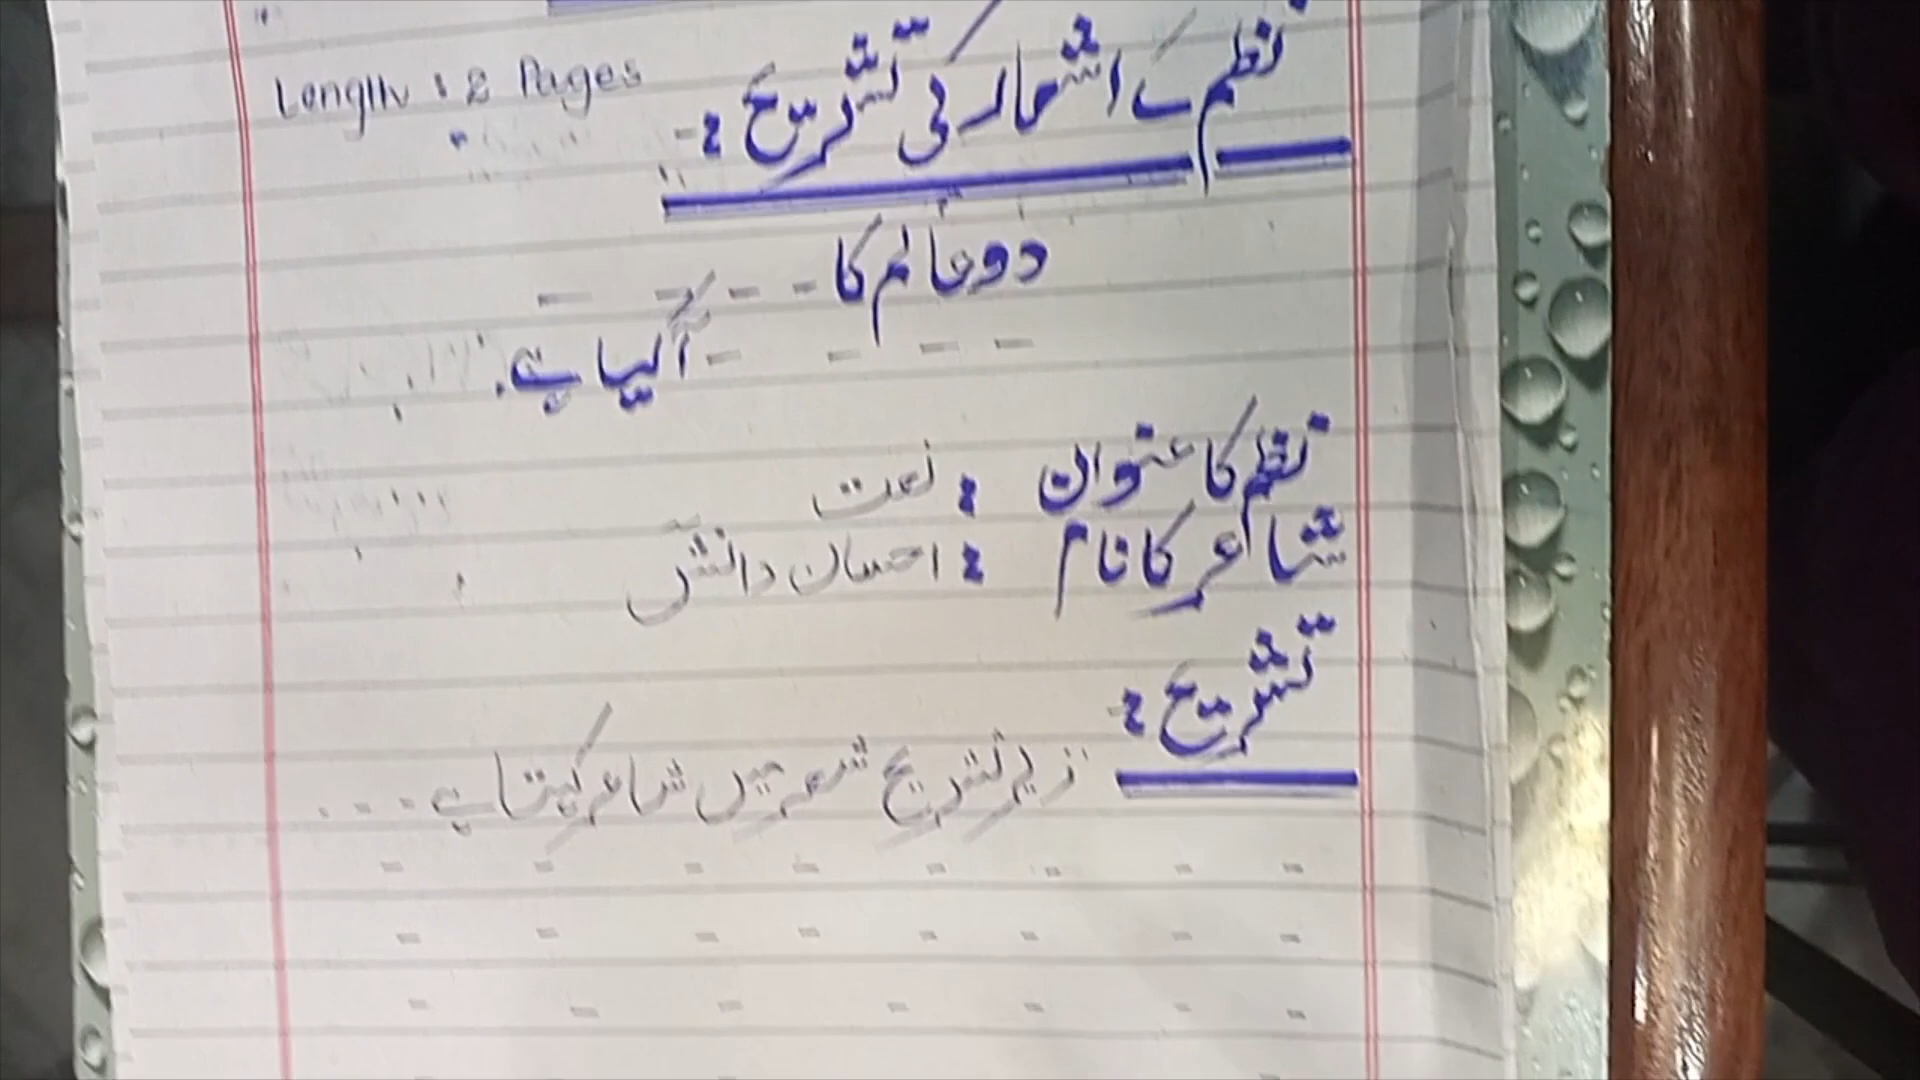 Length : 2 Pages
نظم کے اشعار کی تشریح :-
دو عالم کا - - - -
- - - - آگیا ہے۔
نظم کا عنوان : نعت
شاعر کا نام : احسان دانش
تشریح :-
زیر تشریح شعر میں شاعر کہتا ہے - - - -
- - - - - - - -
- - - - - - - -
- - - - - - -